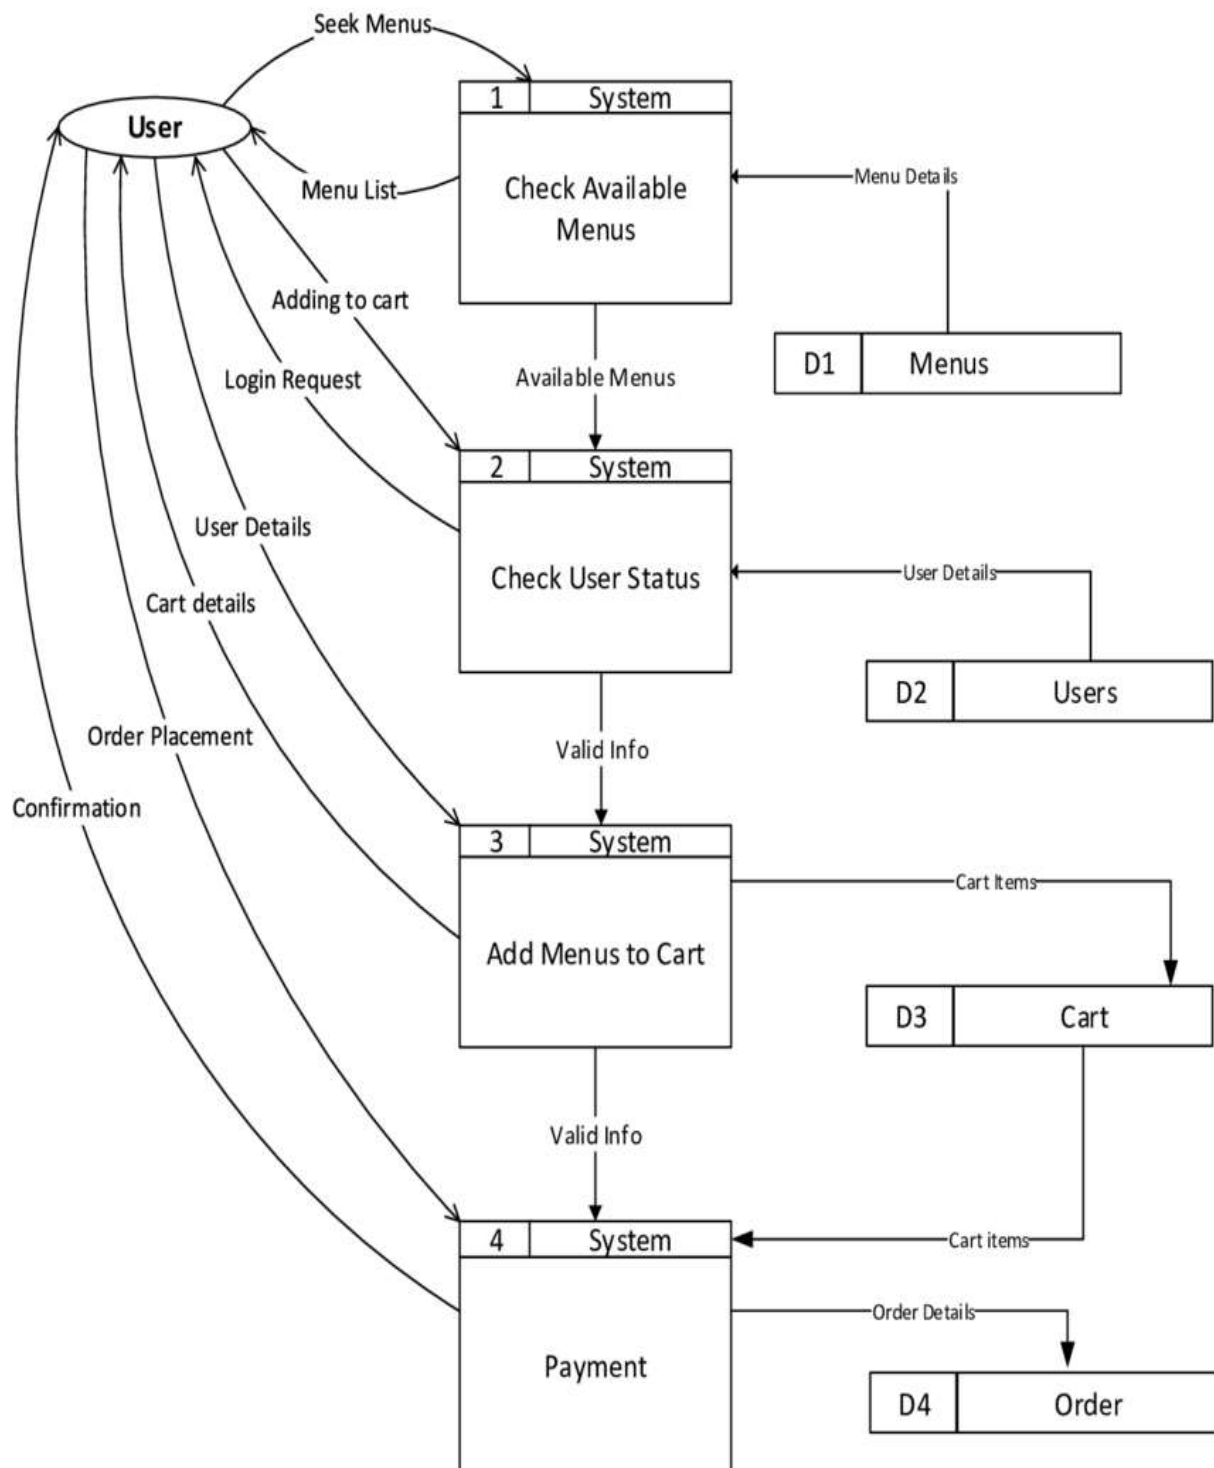 Seek Menus
1 System
User
Menu List
Check Available
Menus
Menu Details
Adding to cart
D1 Menus
Login Request
Available Menus
2 System
User Details
Check User Status
User Details
Cart details
D2 Users
Order Placement
Valid Info
Confirmation
3 System
Cart Items
Add Menus to Cart
D3 Cart
Valid Info
4 System
Cart items
Order Details
Payment
D4 Order